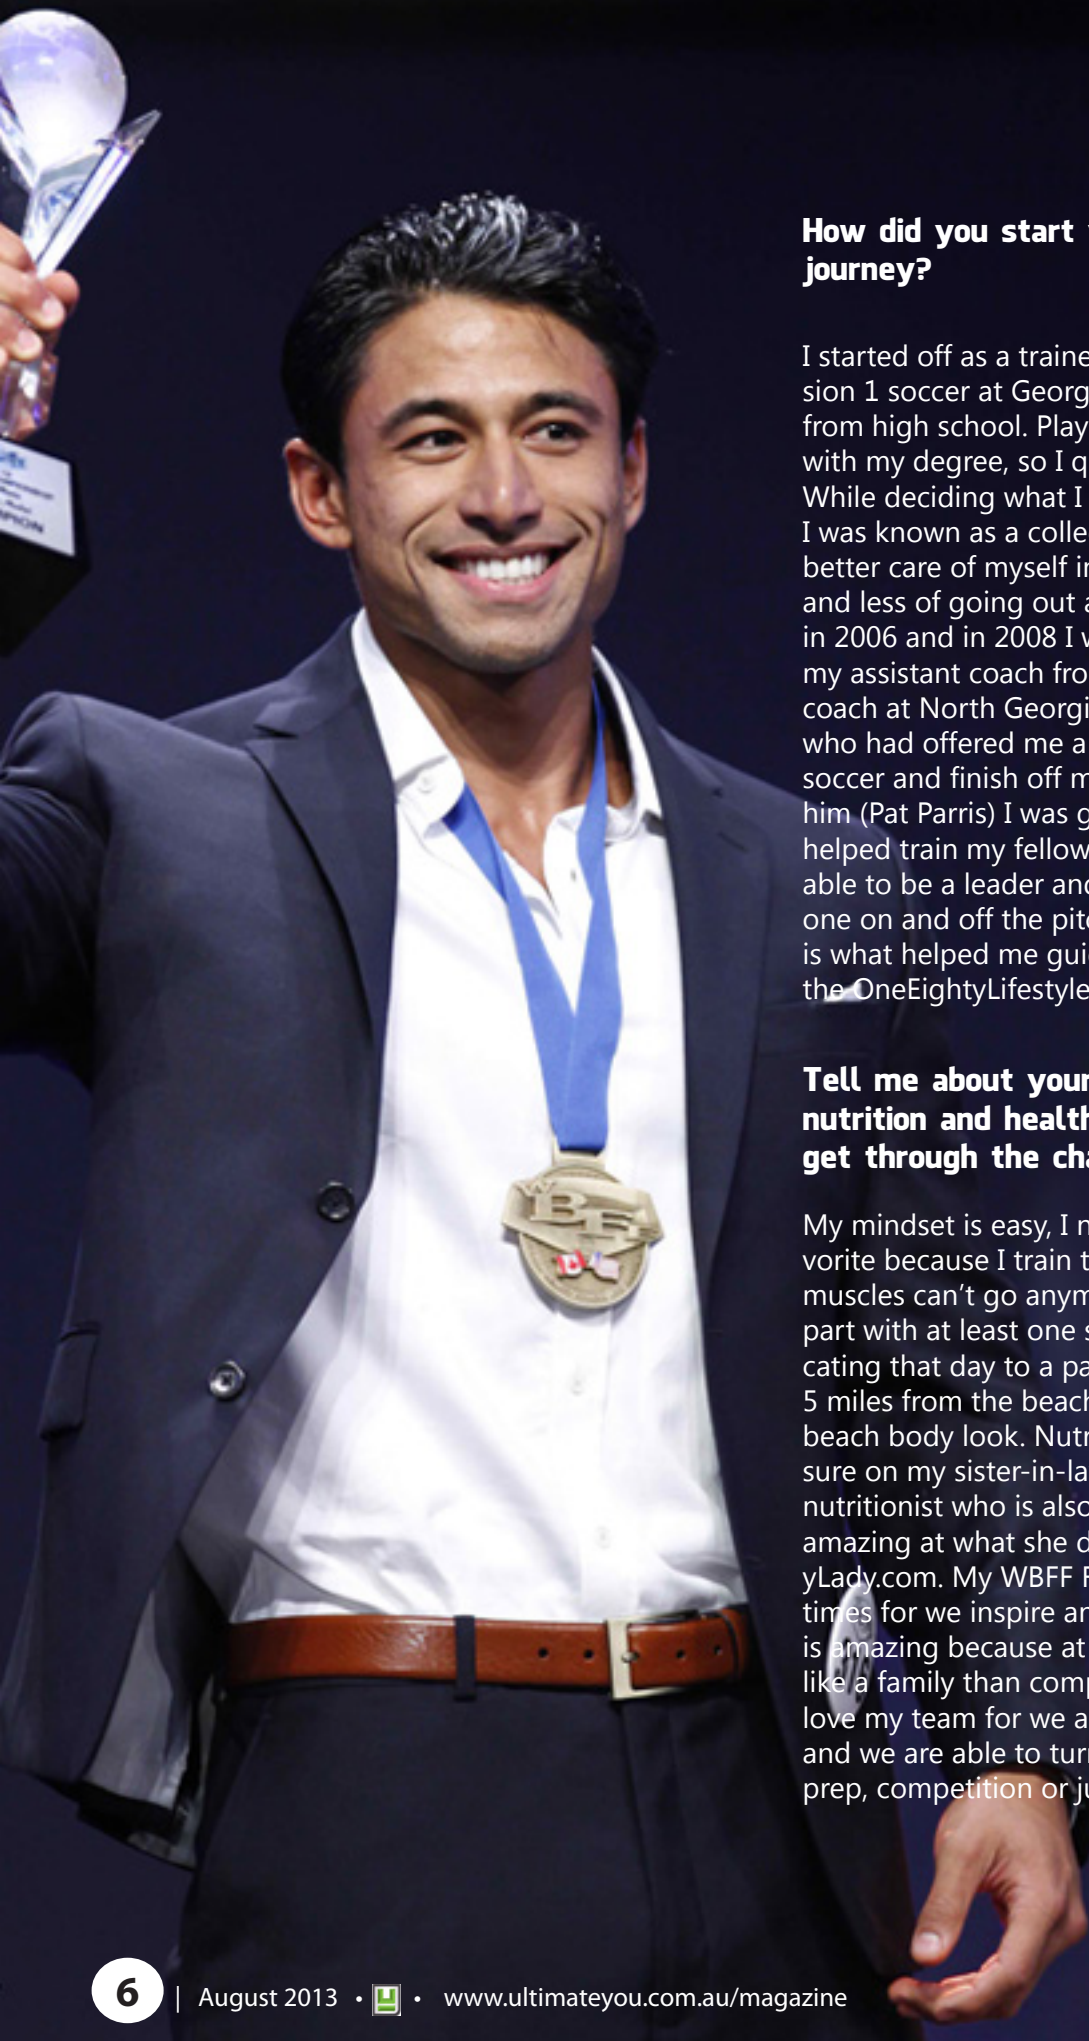 PION
WBFF
How did you start
journey?
I started off as a traine
sion 1 soccer at Georg
from high school. Play
with my degree, so I q
While deciding what I
I was known as a colle
better care of myself i
and less of going out a
in 2006 and in 2008 I w
my assistant coach fro
coach at North Georgi
who had offered me a
soccer and finish off m
him (Pat Parris) I was g
helped train my fellow
able to be a leader and
one on and off the pit
is what helped me gui
the OneEightyLifestyle
Tell me about your
nutrition and health
get through the cha
My mindset is easy, I
vorite because I train t
muscles can’t go anym
part with at least one s
cating that day to a pa
5 miles from the beach
beach body look. Nutr
sure on my sister-in-la
nutritionist who is also
amazing at what she d
yLady.com. My WBFF
times for we inspire an
is amazing because at
like a family than comp
love my team for we a
and we are able to turn
prep, competition or ju
6 | August 2013 • U • www.ultimateyou.com.au/magazine